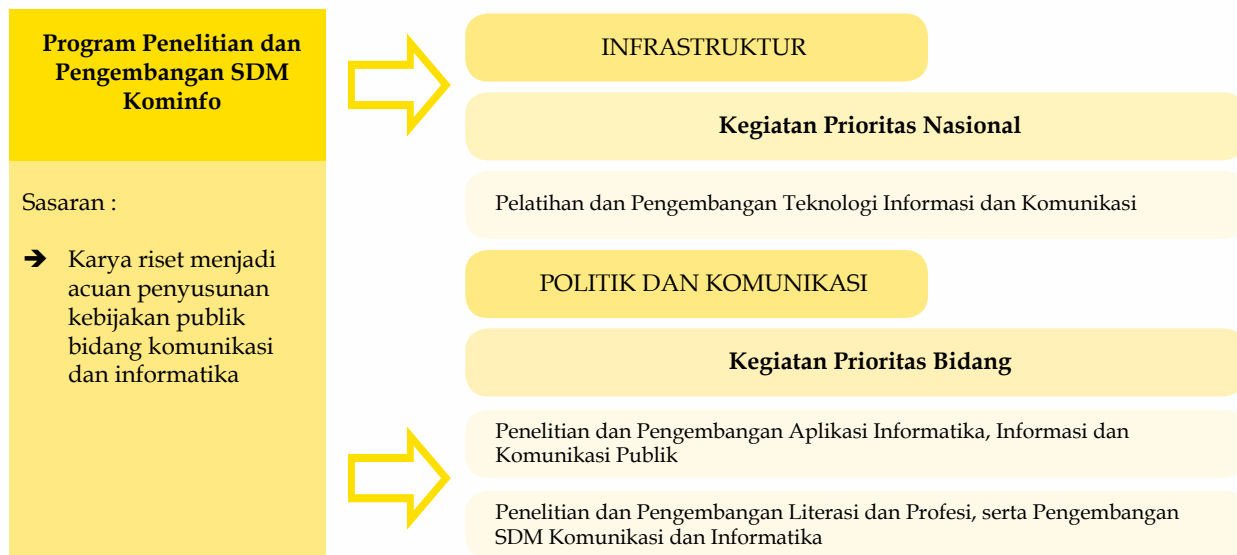 Program Penelitian dan
Pengembangan SDM
Kominfo
Sasaran :
➔ Karya riset menjadi
acuan penyusunan
kebijakan publik
bidang komunikasi
dan informatika
INFRASTRUKTUR
Kegiatan Prioritas Nasional
Pelatihan dan Pengembangan Teknologi Informasi dan Komunikasi
POLITIK DAN KOMUNIKASI
Kegiatan Prioritas Bidang
Penelitian dan Pengembangan Aplikasi Informatika, Informasi dan
Komunikasi Publik
Penelitian dan Pengembangan Literasi dan Profesi, serta Pengembangan
SDM Komunikasi dan Informatika